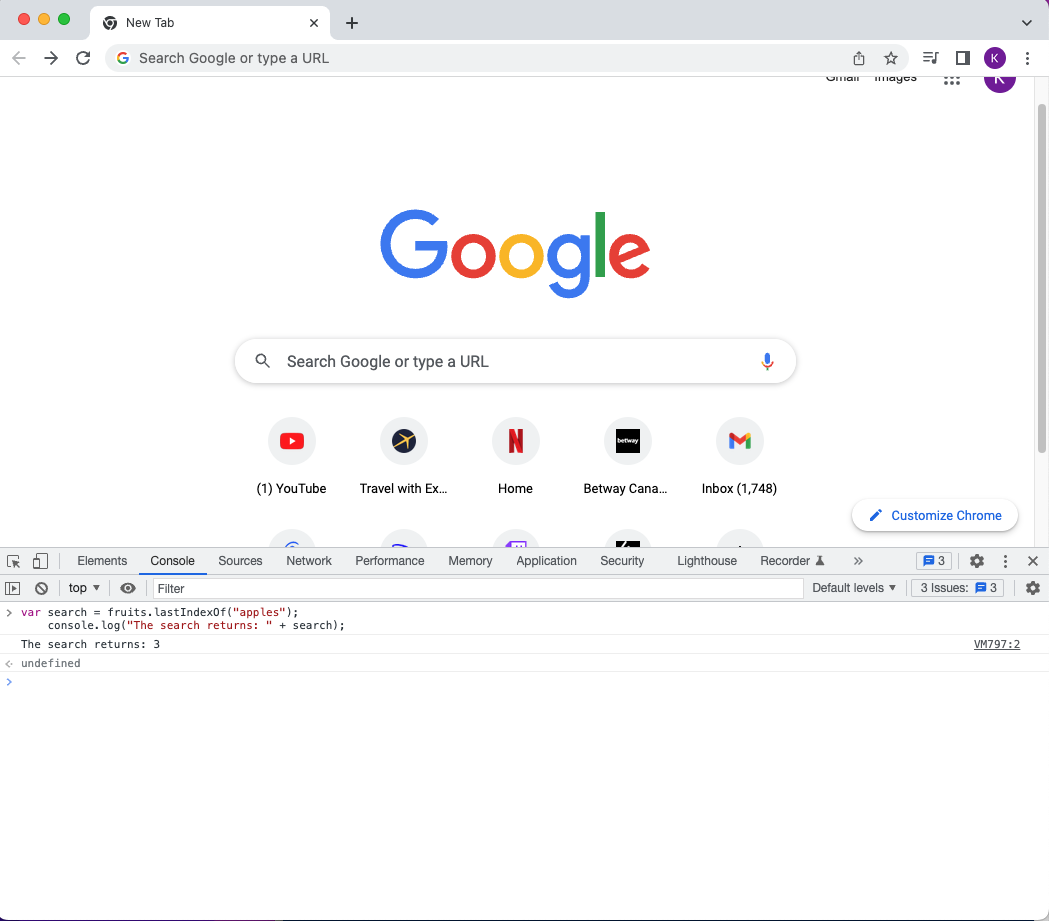 New Tab
Search Google or type a URL
K
Gmail Images
K
Google
Search Google or type a URL
betway
(1) YouTube Travel with Ex... Home Betway Cana... Inbox (1,748)
Customize Chrome
Elements Console Sources Network Performance Memory Application Security Lighthouse Recorder 3
top Filter Default levels 3 Issues: 3
> var search = fruits.lastIndexOf("apples");
console.log("The search returns: " + search);
The search returns: 3 VM797:2
undefined
>